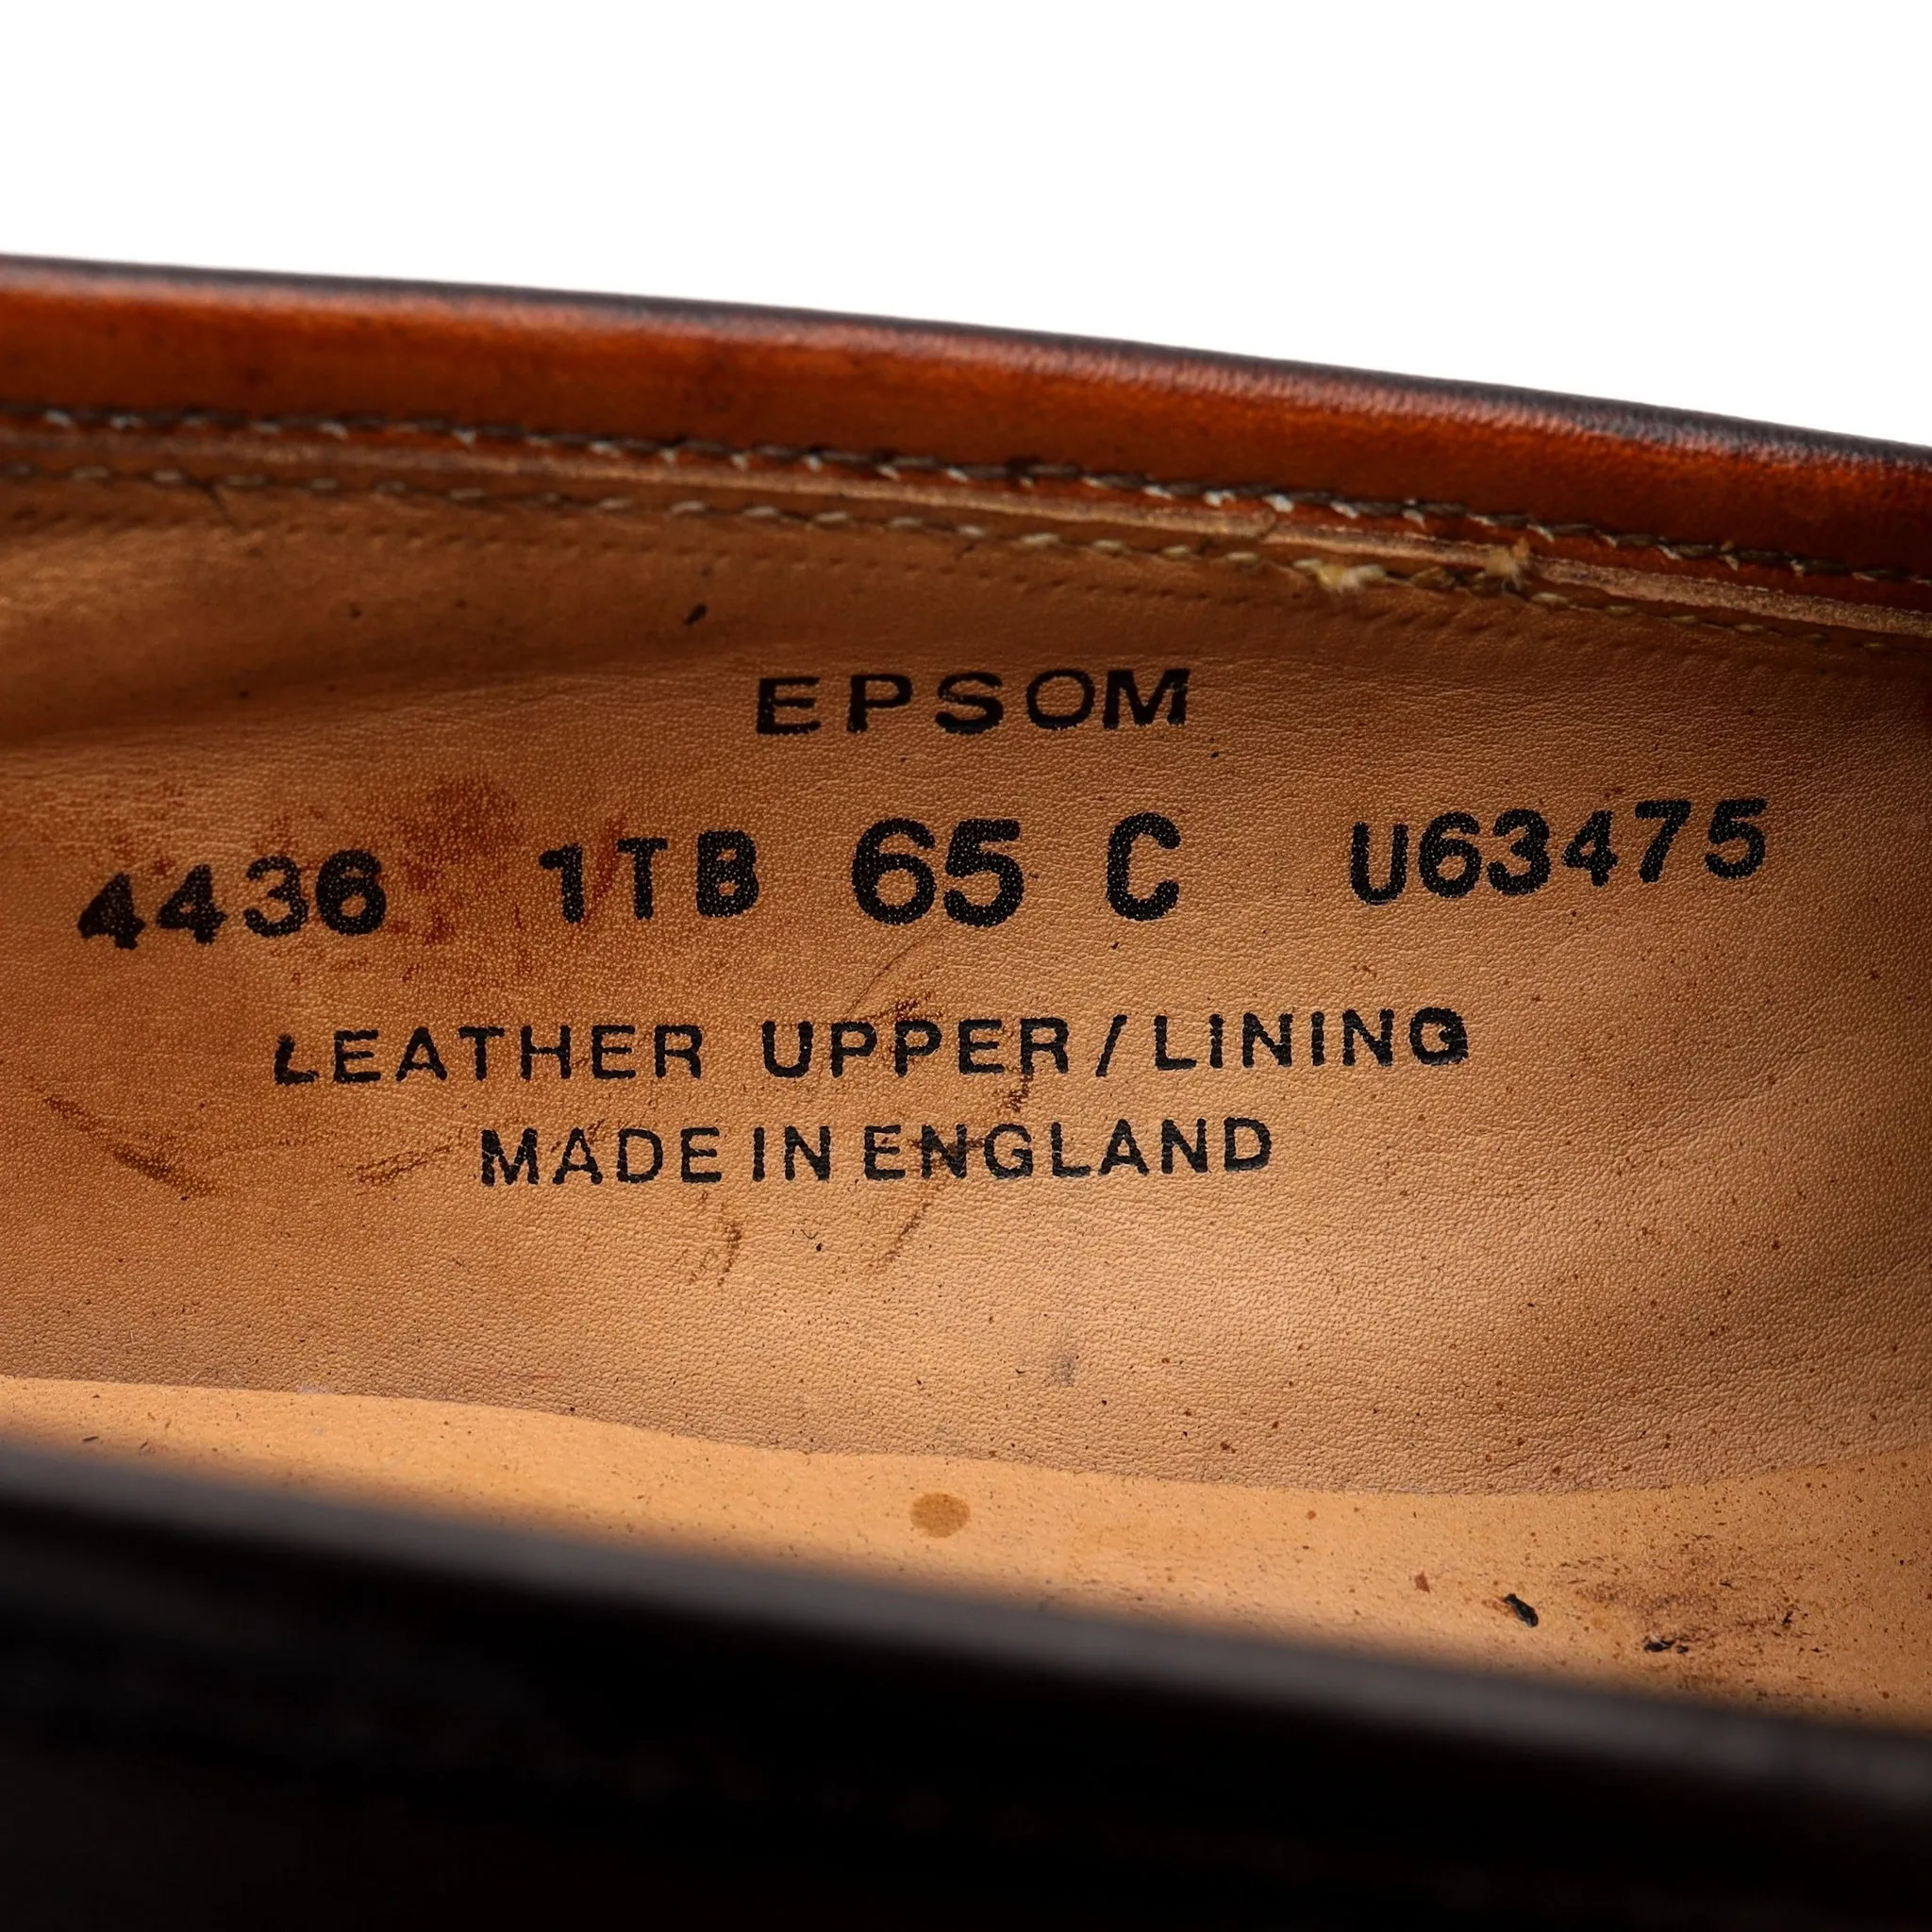 EPSOM
4436 1TB 65 C U63475
LEATHER UPPER/LINING
MADE IN ENGLAND